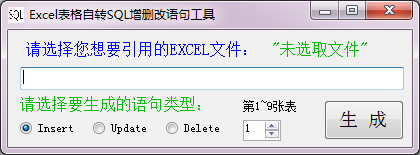 SQL Excel表格自转SQL增删改语句工具
请选择您想要引用的EXCEL文件： "未选取文件"
请选择要生成的语句类型： 第1~9张表
Insert Update Delete 1 生 成